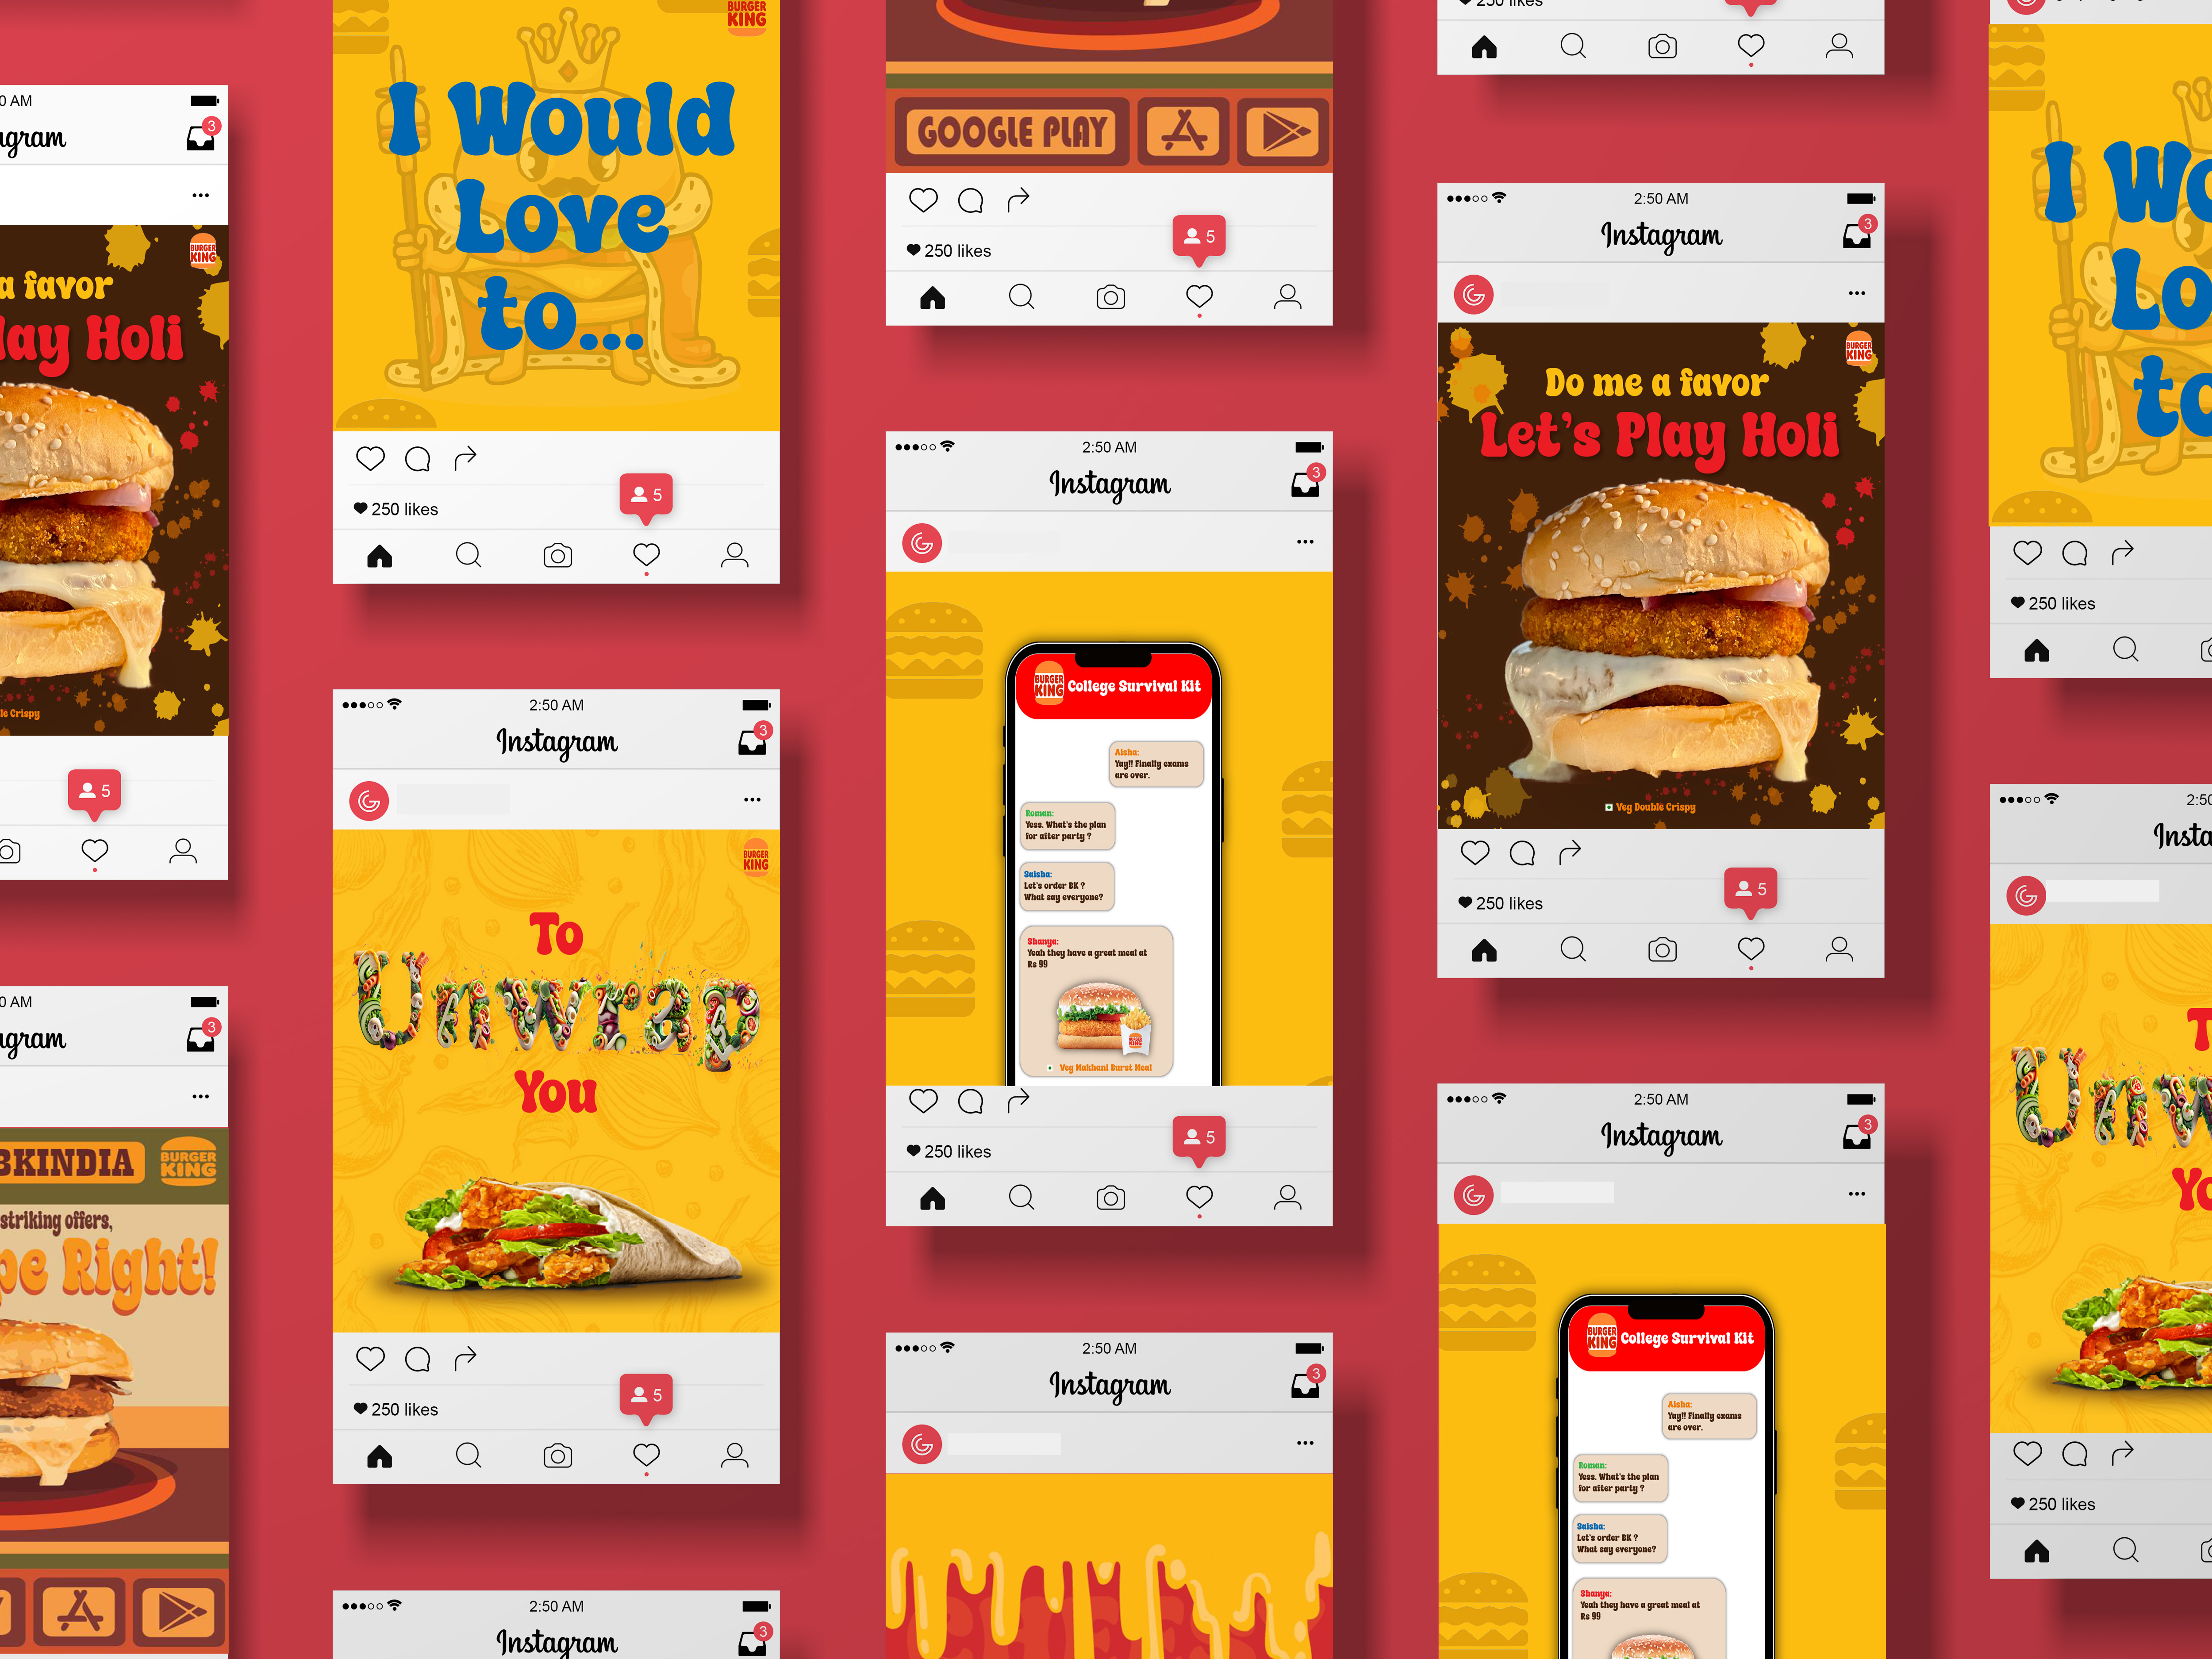 0 AM
agram
3
BURGER
KING
a favor
lay Holi
le Crispy
5
0 AM
agram
3
BKINDIA
BURGER
KING
striking offers,
pe Right!
BURGER
KING
I Would
Love
to...
250 likes
5
2:50 AM
Instagram
3
BURGER
KING
To
Unwrap
You
250 likes
5
2:50 AM
Instagram
3
GOOGLE PLAY
250 likes
5
2:50 AM
Instagram
3
BURGER
KING
College Survival Kit
Aisha:
Yay!! Finally exams
are over.
Roman:
Yess. What's the plan
for after party ?
Saisha:
Let's order BK ?
What say everyone?
Shanya:
Yeah they have a great meal at
Rs 99
BURGER
KING
Veg Makhani Burst Meal
250 likes
5
2:50 AM
Instagram
3
250 likes
2:50 AM
Instagram
3
BURGER
KING
Do me a favor
Let's Play Holi
Veg Double Crispy
250 likes
5
2:50 AM
Instagram
3
BURGER
KING
College Survival Kit
Aisha:
Yay!! Finally exams
are over.
Roman:
Yess. What's the plan
for after party ?
Saisha:
Let's order BK ?
What say everyone?
Shanya:
Yeah they have a great meal at
Rs 99
I Wo
Lo
to
250 likes
2:50
Insta
T
Unw
Yo
250 likes